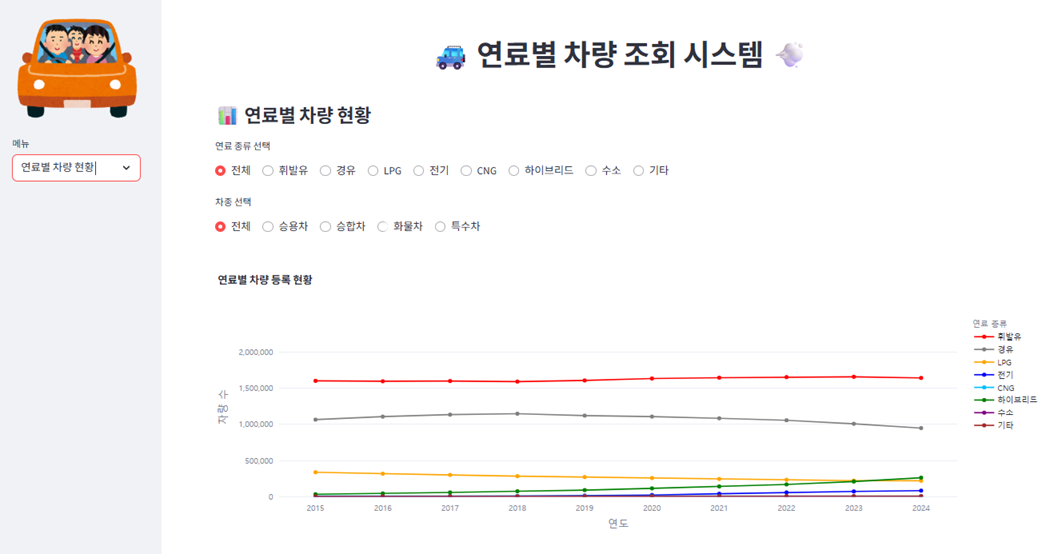 연료별 차량 조회 시스템
메뉴
연료별 차량 현황
연료별 차량 현황
연료 종류 선택
전체 휘발유 경유 LPG 전기 CNG 하이브리드 수소 기타
차종 선택
전체 승용차 승합차 화물차 특수차
연료별 차량 등록 현황
연료 종류
휘발유
경유
LPG
전기
CNG
하이브리드
수소
기타
차량 수
2,000,000
1,500,000
1,000,000
500,000
0
2015 2016 2017 2018 2019 2020 2021 2022 2023 2024
연도